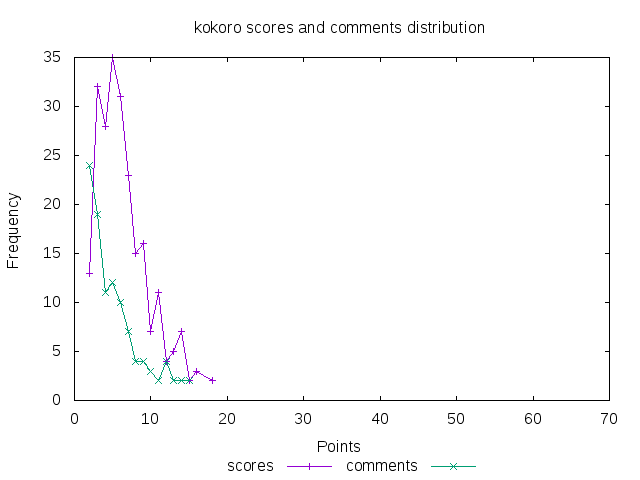 kokoro scores and comments distribution
35
30
25
20
15
10
5
0
Frequency
0 10 20 30 40 50 60 70
Points
scores comments